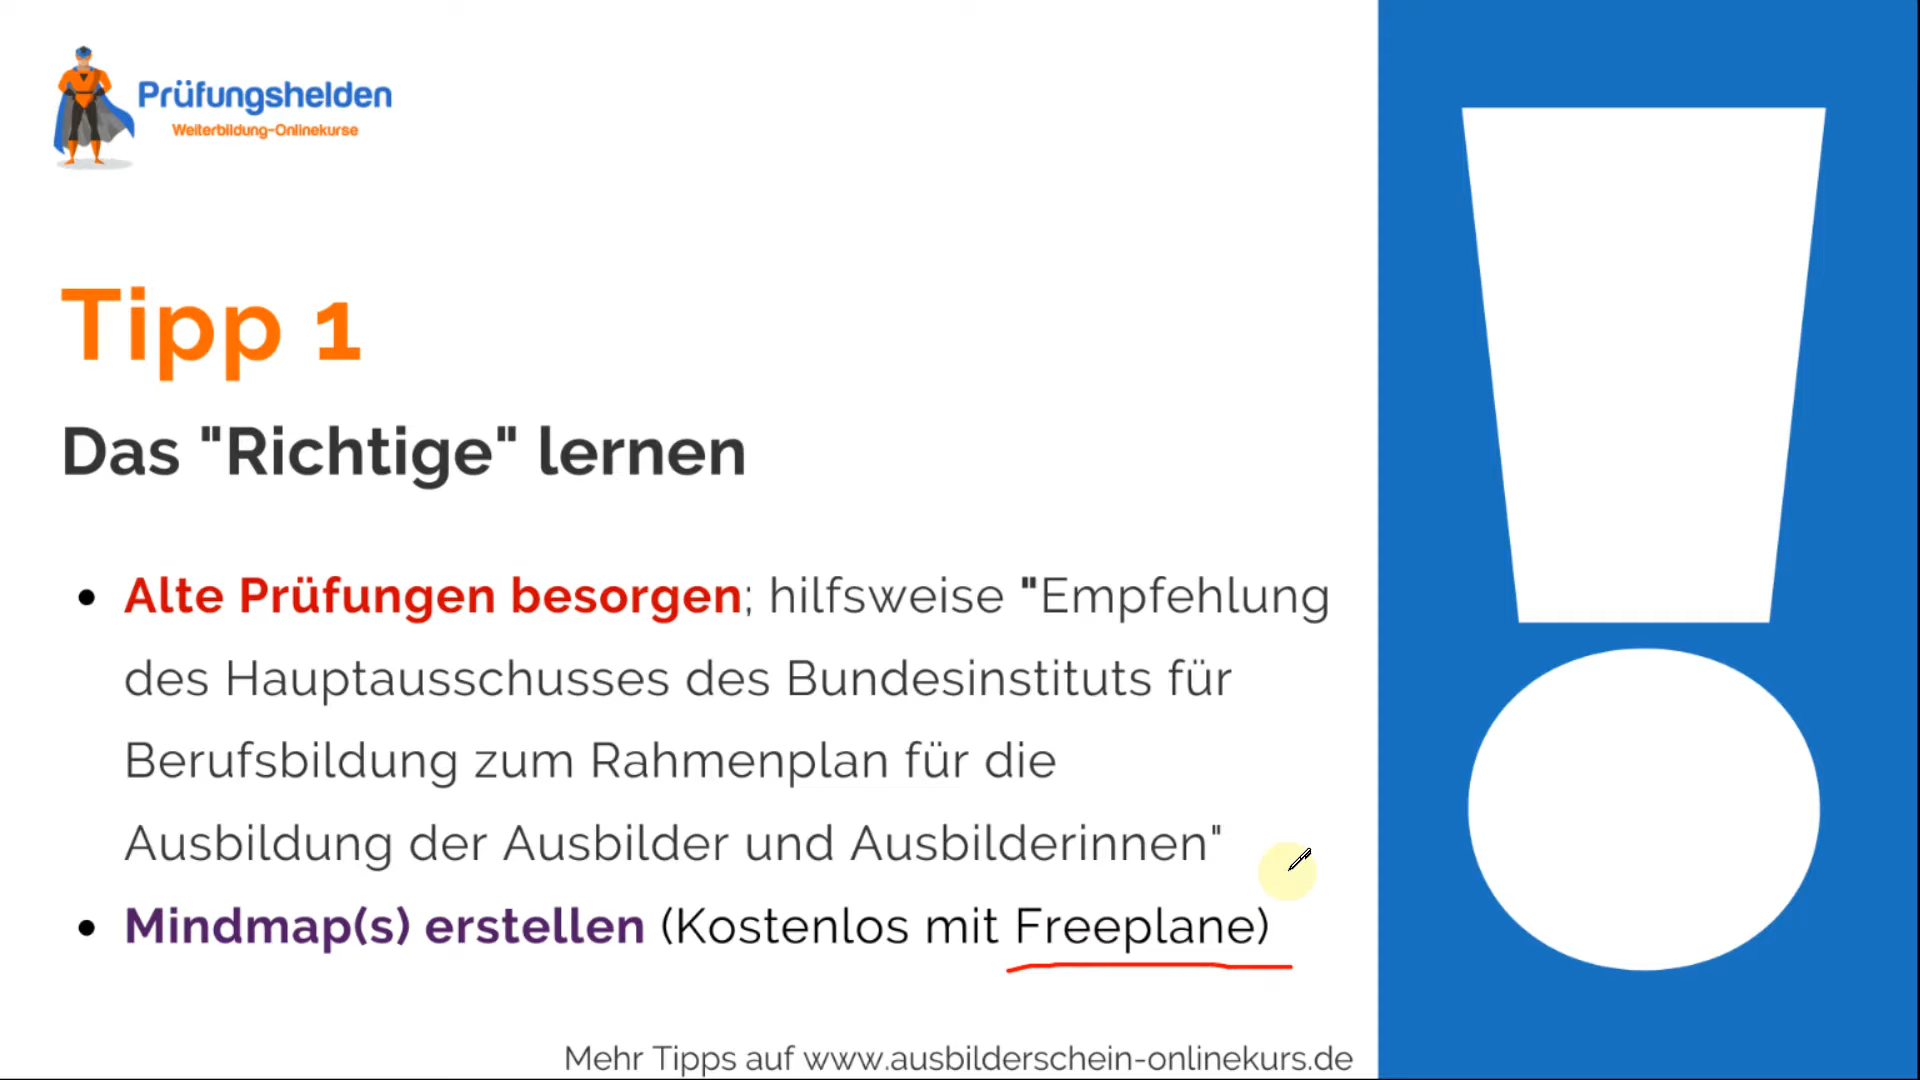 Prüfungshelden
Weiterbildung-Onlinekurse
Tipp 1
Das "Richtige" lernen
• Alte Prüfungen besorgen; hilfsweise "Empfehlung
des Hauptausschusses des Bundesinstituts für
Berufsbildung zum Rahmenplan für die
Ausbildung der Ausbilder und Ausbilderinnen"
• Mindmap(s) erstellen (Kostenlos mit Freeplane)
Mehr Tipps auf www.ausbilderschein-onlinekurs.de